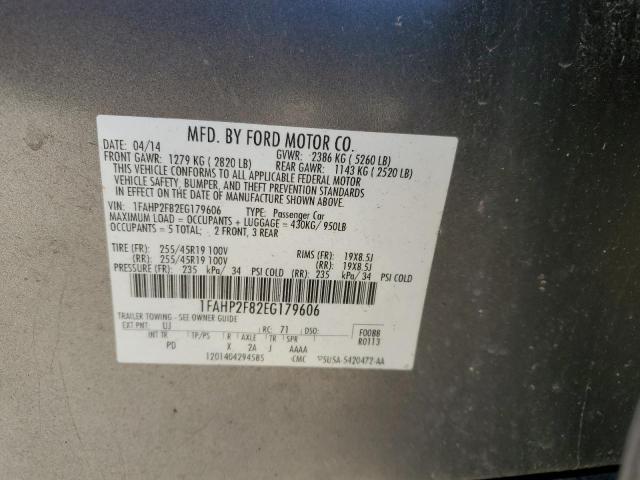 MFD. BY FORD MOTOR CO.
DATE: 04/14 GVWR: 2386 KG ( 5260 LB)
FRONT GAWR: 1279 KG ( 2820 LB) REAR GAWR: 1143 KG ( 2520 LB)
THIS VEHICLE CONFORMS TO ALL APPLICABLE FEDERAL MOTOR
VEHICLE SAFETY, BUMPER, AND THEFT PREVENTION STANDARDS
IN EFFECT ON THE DATE OF MANUFACTURE SHOWN ABOVE.
VIN: 1FAHP2F82EG179606 TYPE: Passenger Car
MAXIMUM LOAD = OCCUPANTS + LUGGAGE = 430KG/ 950LB
OCCUPANTS = 5 TOTAL; 2 FRONT, 3 REAR
TIRE (FR): 255/45R19 100V RIMS (FR): 19X8.5J
(RR): 255/45R19 100V (RR): 19X8.5J
PRESSURE (FR): 235 kPa/ 34 PSI COLD (RR): 235 kPa/ 34 PSI COLD
1FAHP2F82EG179606
TRAILER TOWING - SEE OWNER GUIDE
EXT PNT: UJ RC: 71 DSO: F0088
INT TR TP/PS R AXLE TR SPR R0113
PD X 2A J AAAA
1201404294585 CMC 5U5A-5420472-AA